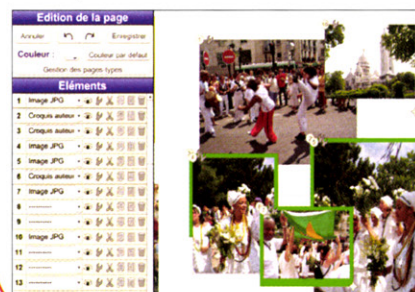 Edition de la page
Annuler Enregistrer
Couleur : Couleur par défaut
Gestion des pages types
Eléments
1 Image JPG
2 Croquis auteur
3 Croquis auteur
4 Image JPG
5 Image JPG
6 Croquis auteur
7 Image JPG
8 ----------
9 ----------
10 Image JPG
11 ----------
12 ----------
13 ----------